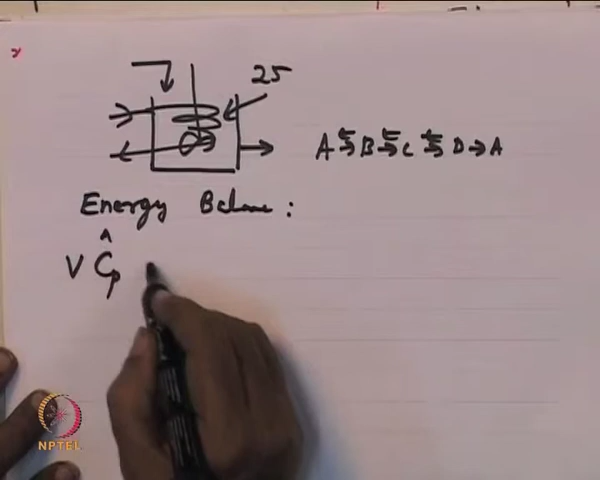 25
A ⇌ B ⇌ C ⇌ D → A
Energy Balance :
V Ĉp
NPTEL